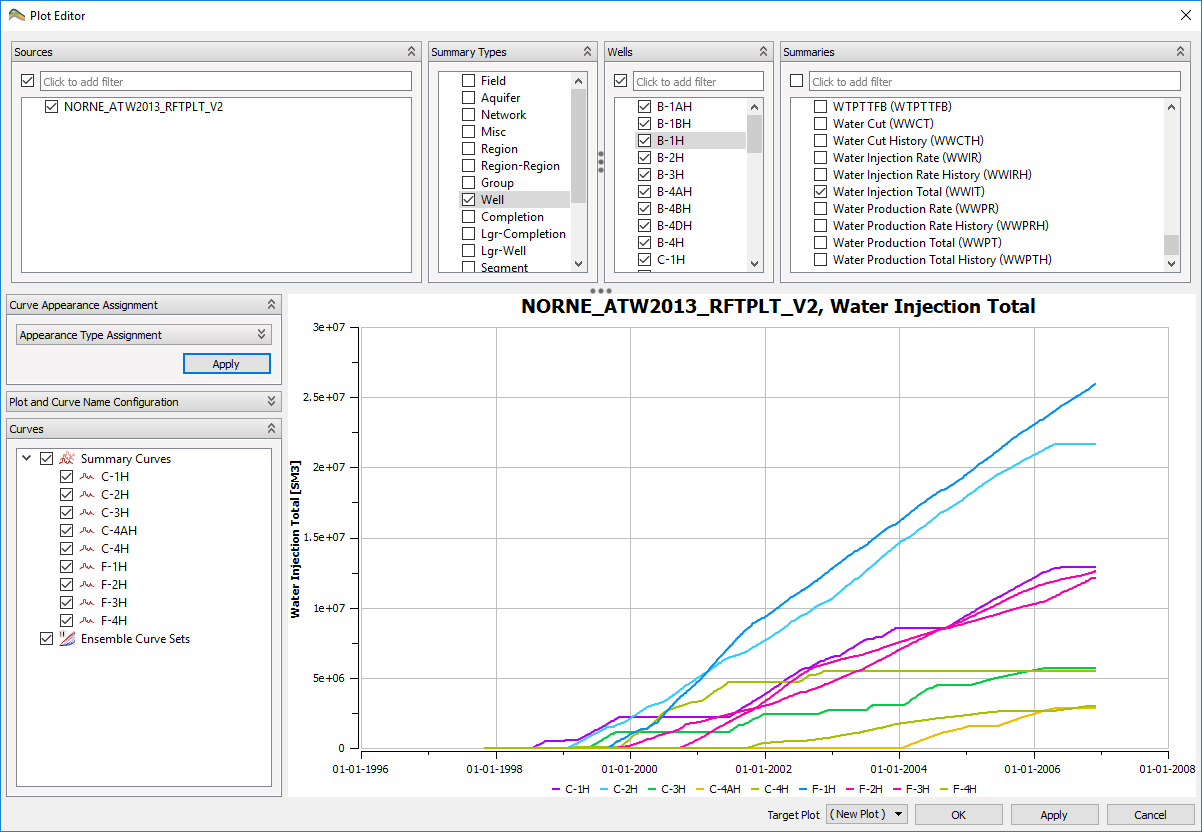 Plot Editor
Sources
Click to add filter
NORNE_ATW2013_RFTPLT_V2
Summary Types
Field
Aquifer
Network
Misc
Region
Region-Region
Group
Well
Completion
Lgr-Completion
Lgr-Well
Segment
Wells
Click to add filter
B-1AH
B-1BH
B-1H
B-2H
B-3H
B-4AH
B-4BH
B-4DH
B-4H
C-1H
Summaries
Click to add filter
WTPTTFB (WTPTTFB)
Water Cut (WWCT)
Water Cut History (WWCTH)
Water Injection Rate (WWIR)
Water Injection Rate History (WWIRH)
Water Injection Total (WWIT)
Water Production Rate (WWPR)
Water Production Rate History (WWPRH)
Water Production Total (WWPT)
Water Production Total History (WWPTH)
Curve Appearance Assignment
Appearance Type Assignment
Apply
Plot and Curve Name Configuration
Curves
Summary Curves
C-1H
C-2H
C-3H
C-4AH
C-4H
F-1H
F-2H
F-3H
F-4H
Ensemble Curve Sets
NORNE_ATW2013_RFTPLT_V2, Water Injection Total
Water Injection Total [SM3]
3e+07
2.5e+07
2e+07
1.5e+07
1e+07
5e+06
0
01-01-1996 01-01-1998 01-01-2000 01-01-2002 01-01-2004 01-01-2006 01-01-2008
C-1H C-2H C-3H C-4AH C-4H F-1H F-2H F-3H F-4H
Target Plot (New Plot) OK Apply Cancel